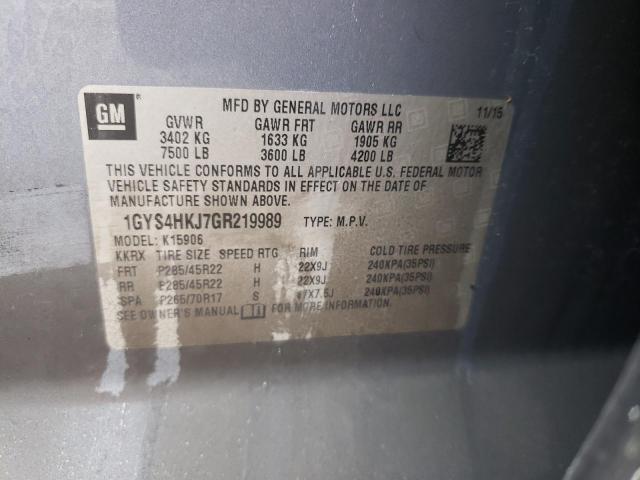 GM
MFD BY GENERAL MOTORS LLC 11/15
GVWR GAWR FRT GAWR RR
3402 KG 1633 KG 1905 KG
7500 LB 3600 LB 4200 LB
THIS VEHICLE CONFORMS TO ALL APPLICABLE U.S. FEDERAL MOTOR
VEHICLE SAFETY STANDARDS IN EFFECT ON THE DATE OF
MANUFACTURE SHOWN ABOVE.
1GYS4HKJ7GR219989 TYPE: M.P.V.
MODEL: K15906
KKRX TIRE SIZE SPEED RTG RIM COLD TIRE PRESSURE
FRT P285/45R22 H 22X9J 240KPA(35PSI)
RR P285/45R22 H 22X9J 240KPA(35PSI)
SPA P265/70R17 S 17X7.5J 240KPA(35PSI)
SEE OWNER'S MANUAL FOR MORE INFORMATION.